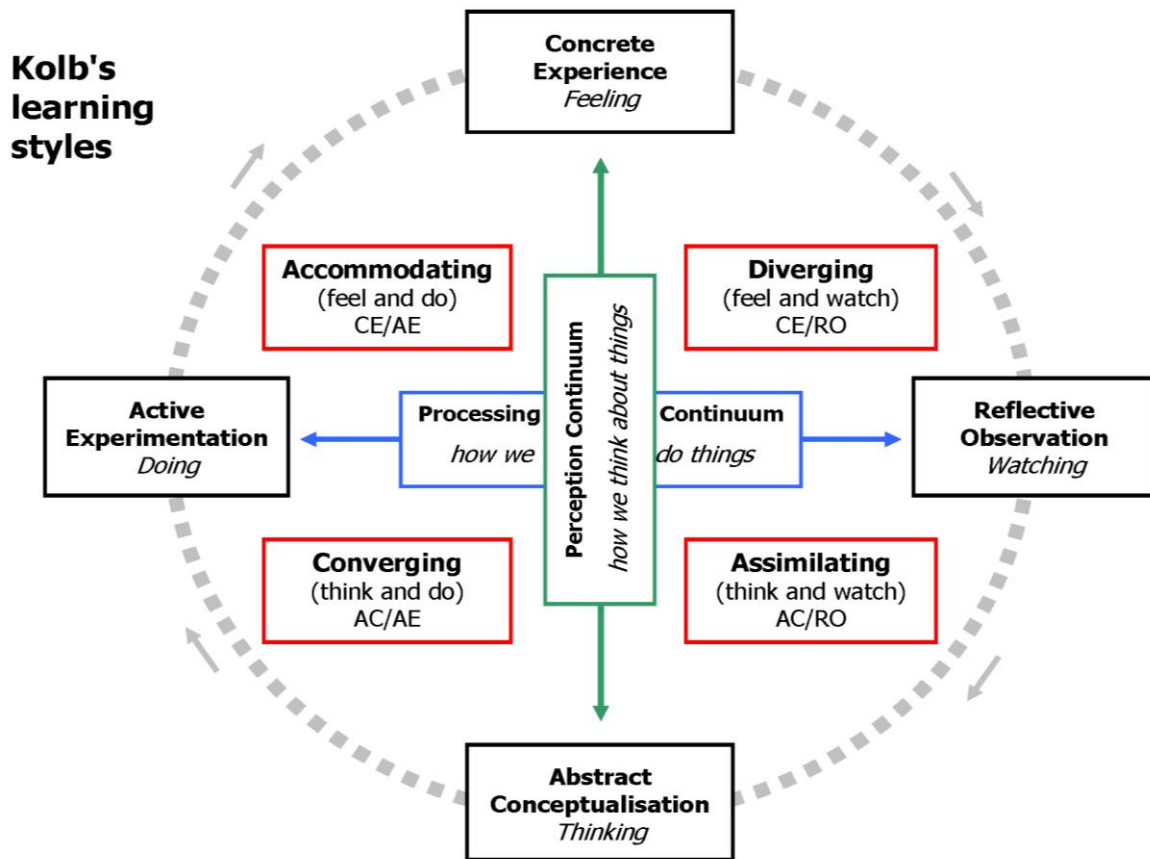 Kolb's
learning
styles
Concrete
Experience
Feeling
Accommodating
(feel and do)
CE/AE
Diverging
(feel and watch)
CE/RO
Active
Experimentation
Doing
Processing
how we
Perception Continuum
how we think about things
Continuum
do things
Reflective
Observation
Watching
Converging
(think and do)
AC/AE
Assimilating
(think and watch)
AC/RO
Abstract
Conceptualisation
Thinking